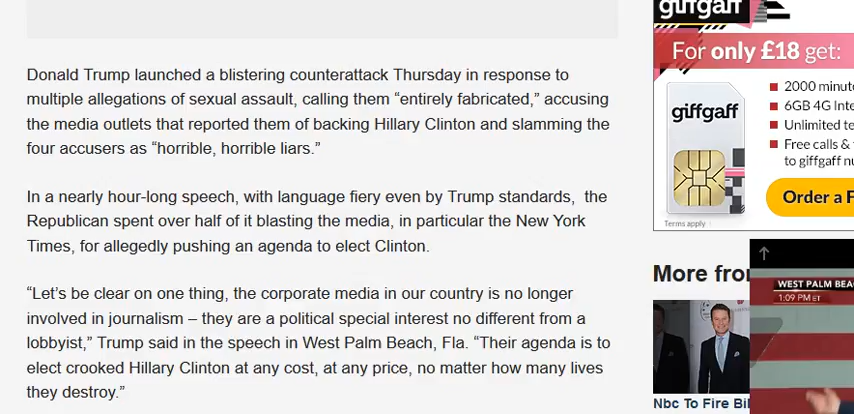 Donald Trump launched a blistering counterattack Thursday in response to
multiple allegations of sexual assault, calling them “entirely fabricated,” accusing
the media outlets that reported them of backing Hillary Clinton and slamming the
four accusers as “horrible, horrible liars.”
In a nearly hour-long speech, with language fiery even by Trump standards, the
Republican spent over half of it blasting the media, in particular the New York
Times, for allegedly pushing an agenda to elect Clinton.
“Let’s be clear on one thing, the corporate media in our country is no longer
involved in journalism – they are a political special interest no different from a
lobbyist,” Trump said in the speech in West Palm Beach, Fla. “Their agenda is to
elect crooked Hillary Clinton at any cost, at any price, no matter how many lives
they destroy.”
giffgaff
For only £18 get:
giffgaff
2000 minute
6GB 4G Inte
Unlimited te
Free calls &
to giffgaff nu
Order a F
Terms apply
More fro
WEST PALM BEA
1:09 PM ET
Nbc To Fire Bil